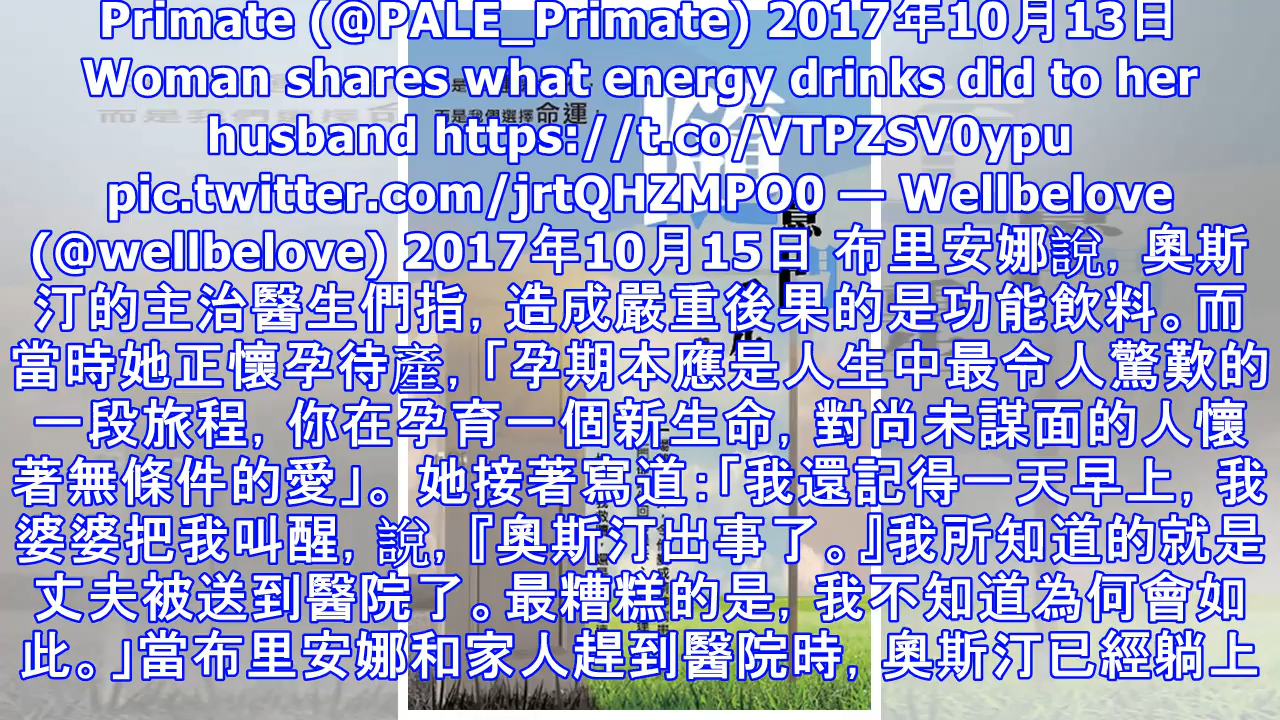 Primate (@PALE_Primate) 2017年10月13日
Woman shares what energy drinks did to her
husband https://t.co/VTPZSV0ypu
pic.twitter.com/jrtQHZMPO0 — Wellbelove
(@wellbelove) 2017年10月15日 布里安娜說, 奧斯
汀的主治醫生們指, 造成嚴重後果的是功能飲料。而
當時她正懷孕待產, 「孕期本應是人生中最令人驚歎的
一段旅程, 你在孕育一個新生命, 對尚未謀面的人懷
著無條件的愛」。她接著寫道:「我還記得一天早上, 我
婆婆把我叫醒, 說, 『奧斯汀出事了。』我所知道的就是
丈夫被送到醫院了。最糟糕的是, 我不知道為何會如
此。」當布里安娜和家人趕到醫院時, 奧斯汀已經躺上
而是我們選擇命運
隨